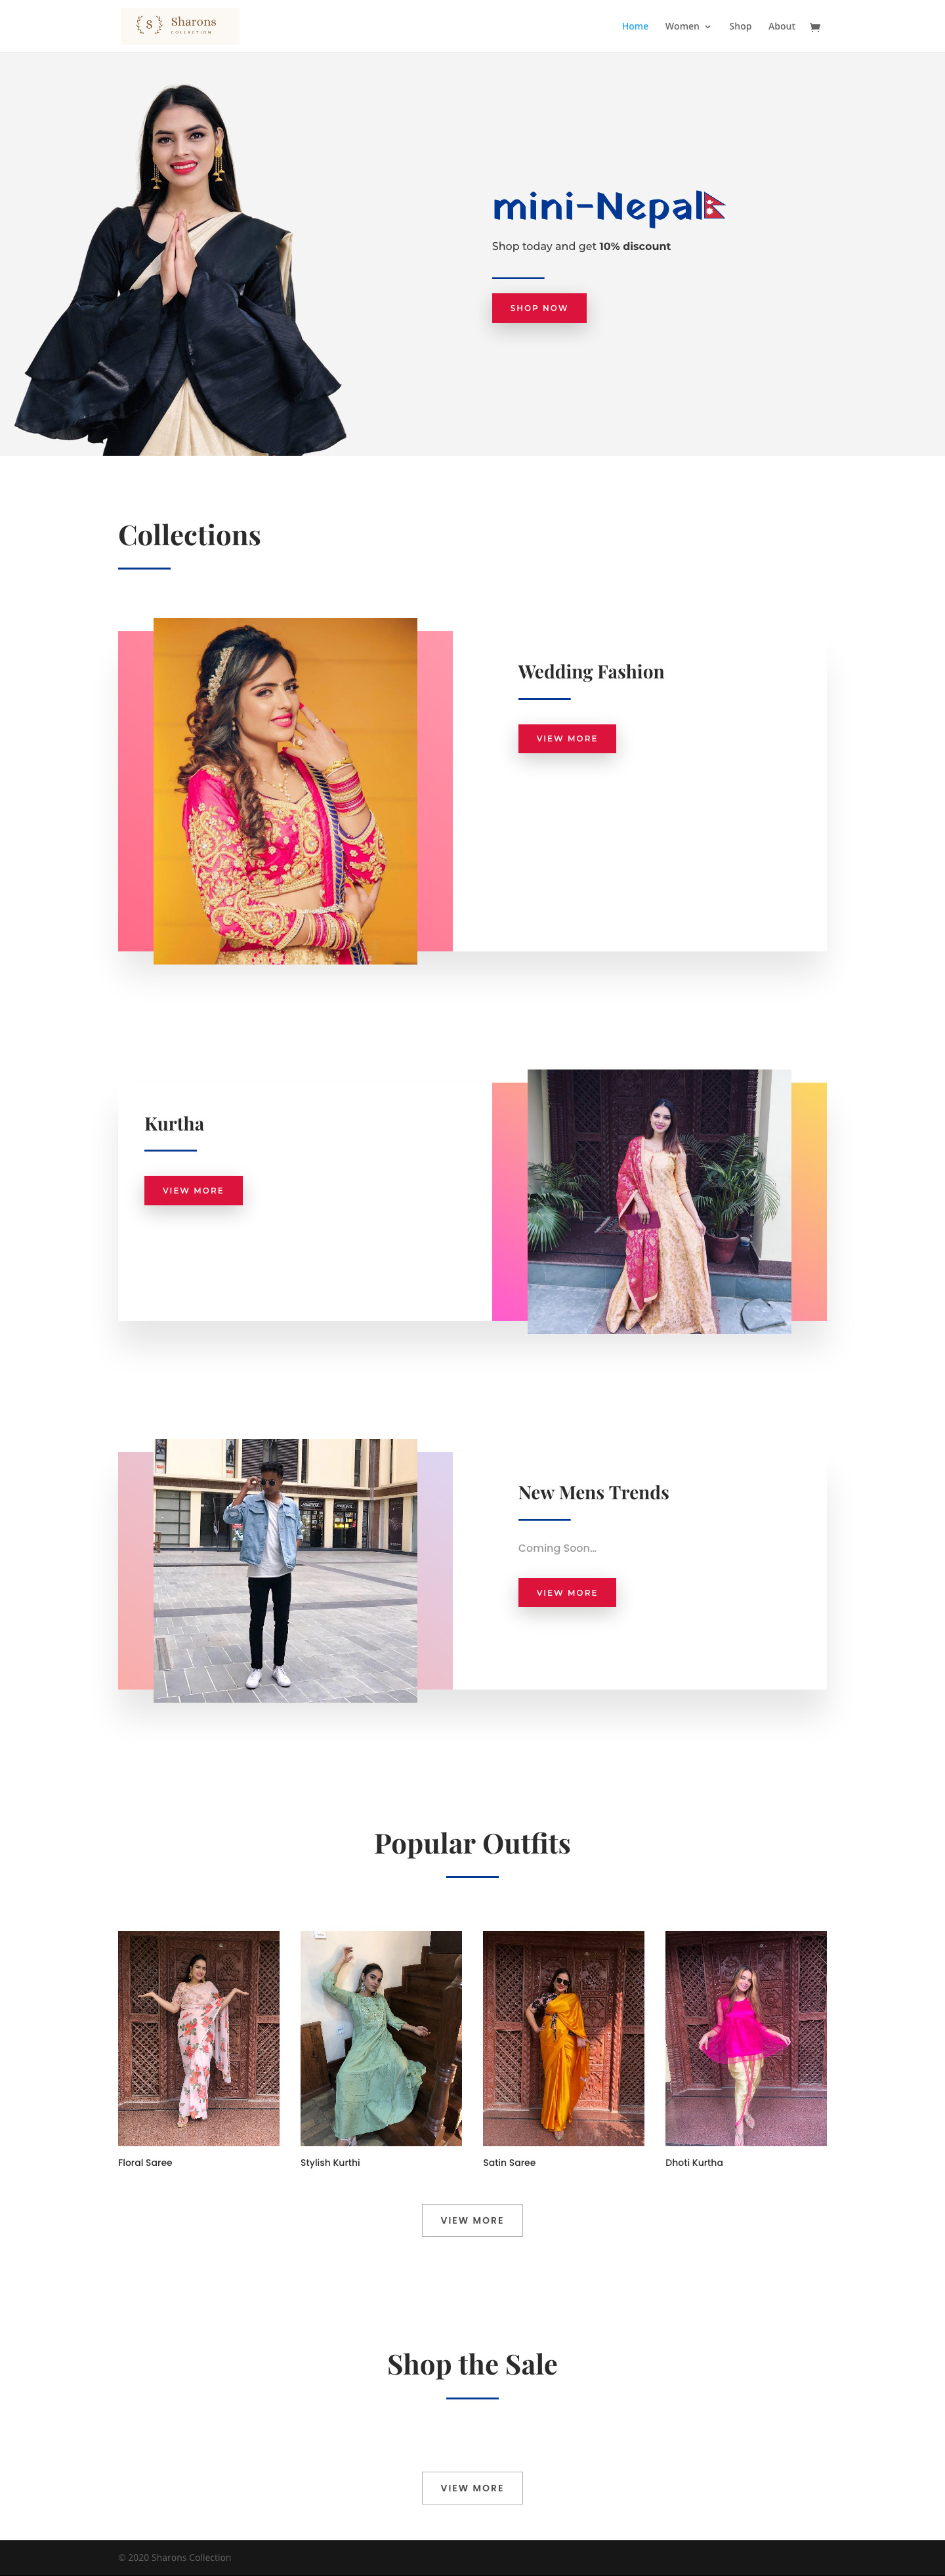 S Sharons
COLLECTION
Home Women Shop About
mini-Nepal
Shop today and get 10% discount
SHOP NOW
Collections
Wedding Fashion
VIEW MORE
Kurtha
VIEW MORE
New Mens Trends
Coming Soon...
VIEW MORE
Popular Outfits
Floral Saree
Stylish Kurthi
Satin Saree
Dhoti Kurtha
VIEW MORE
Shop the Sale
VIEW MORE
© 2020 Sharons Collection